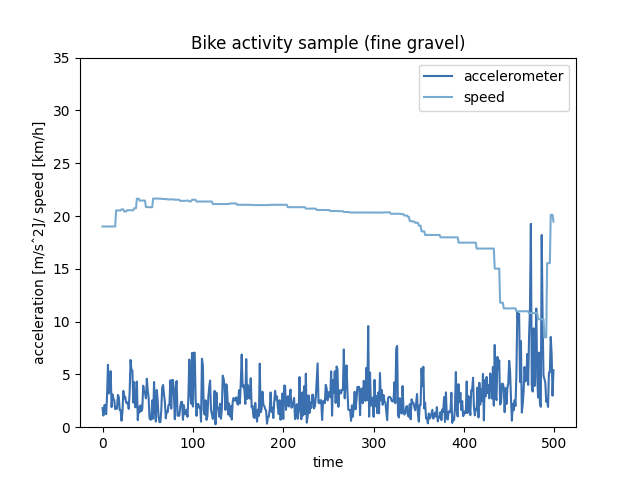 Bike activity sample (fine gravel)
accelerometer
speed
acceleration [m/s^2]/ speed [km/h]
35
30
25
20
15
10
5
0
0 100 200 300 400 500
time